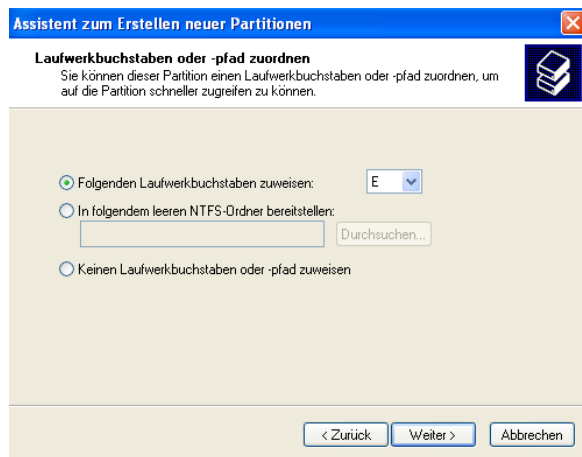 Assistent zum Erstellen neuer Partitionen
Laufwerkbuchstaben oder -pfad zuordnen
Sie können dieser Partition einen Laufwerkbuchstaben oder -pfad zuordnen, um
auf die Partition schneller zugreifen zu können.
Folgenden Laufwerkbuchstaben zuweisen: E
In folgendem leeren NTFS-Ordner bereitstellen:
Durchsuchen...
Keinen Laufwerkbuchstaben oder -pfad zuweisen
< Zurück Weiter > Abbrechen